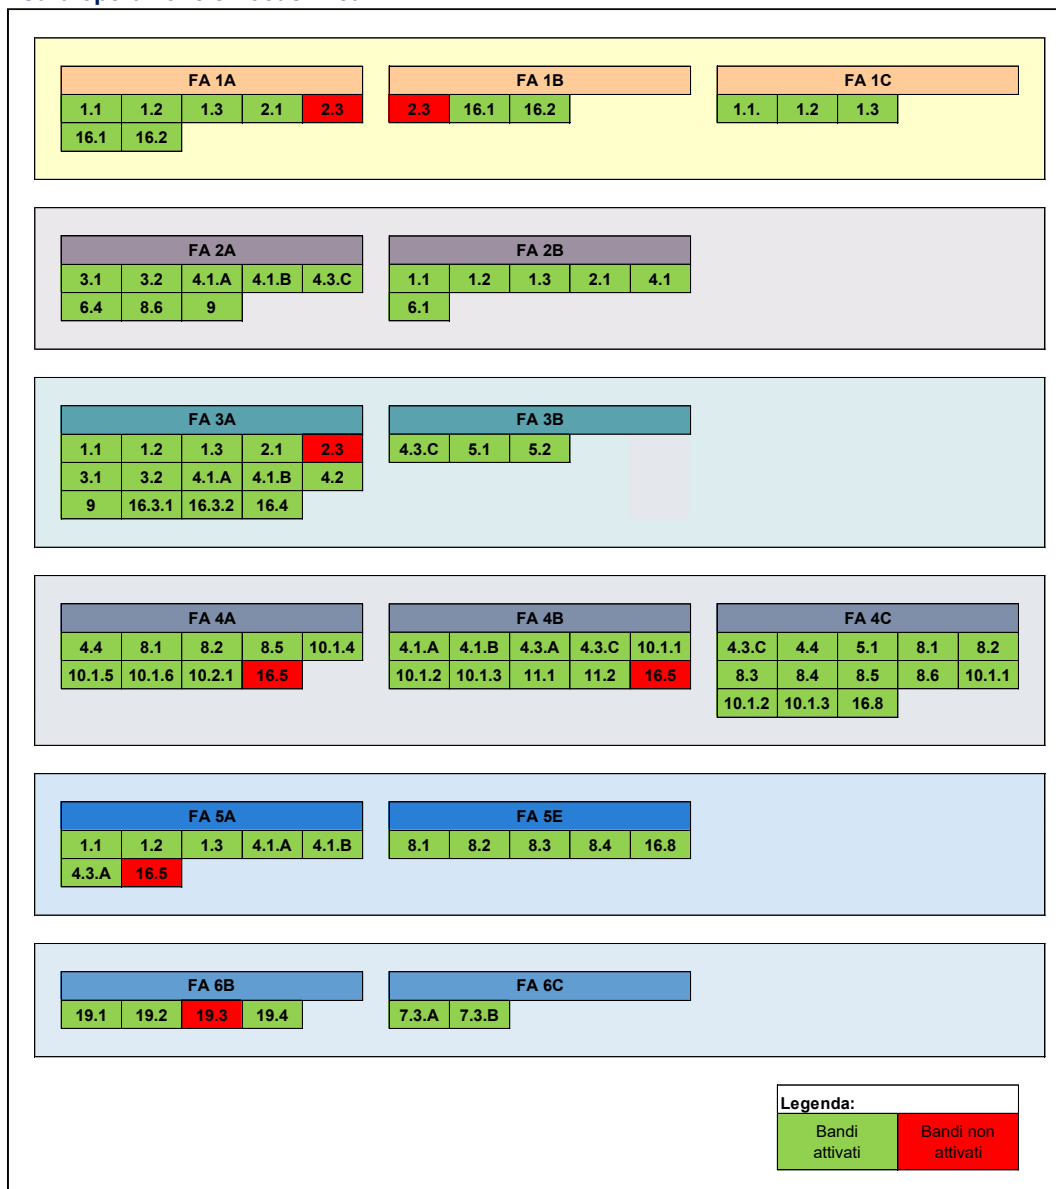 FA 1A FA 1B FA 1C
1.1 1.2 1.3 2.1 2.3 2.3 16.1 16.2 1.1. 1.2 1.3
16.1 16.2
FA 2A FA 2B
3.1 3.2 4.1.A 4.1.B 4.3.C 1.1 1.2 1.3 2.1 4.1
6.4 8.6 9 6.1
FA 3A FA 3B
1.1 1.2 1.3 2.1 2.3 4.3.C 5.1 5.2
3.1 3.2 4.1.A 4.1.B 4.2
9 16.3.1 16.3.2 16.4
FA 4A FA 4B FA 4C
4.4 8.1 8.2 8.5 10.1.4 4.1.A 4.1.B 4.3.A 4.3.C 10.1.1 4.3.C 4.4 5.1 8.1 8.2
10.1.5 10.1.6 10.2.1 16.5 10.1.2 10.1.3 11.1 11.2 16.5 8.3 8.4 8.5 8.6 10.1.1
10.1.2 10.1.3 16.8
FA 5A FA 5E
1.1 1.2 1.3 4.1.A 4.1.B 8.1 8.2 8.3 8.4 16.8
4.3.A 16.5
FA 6B FA 6C
19.1 19.2 19.3 19.4 7.3.A 7.3.B
Legenda:
Bandi Bandi non
attivati attivati